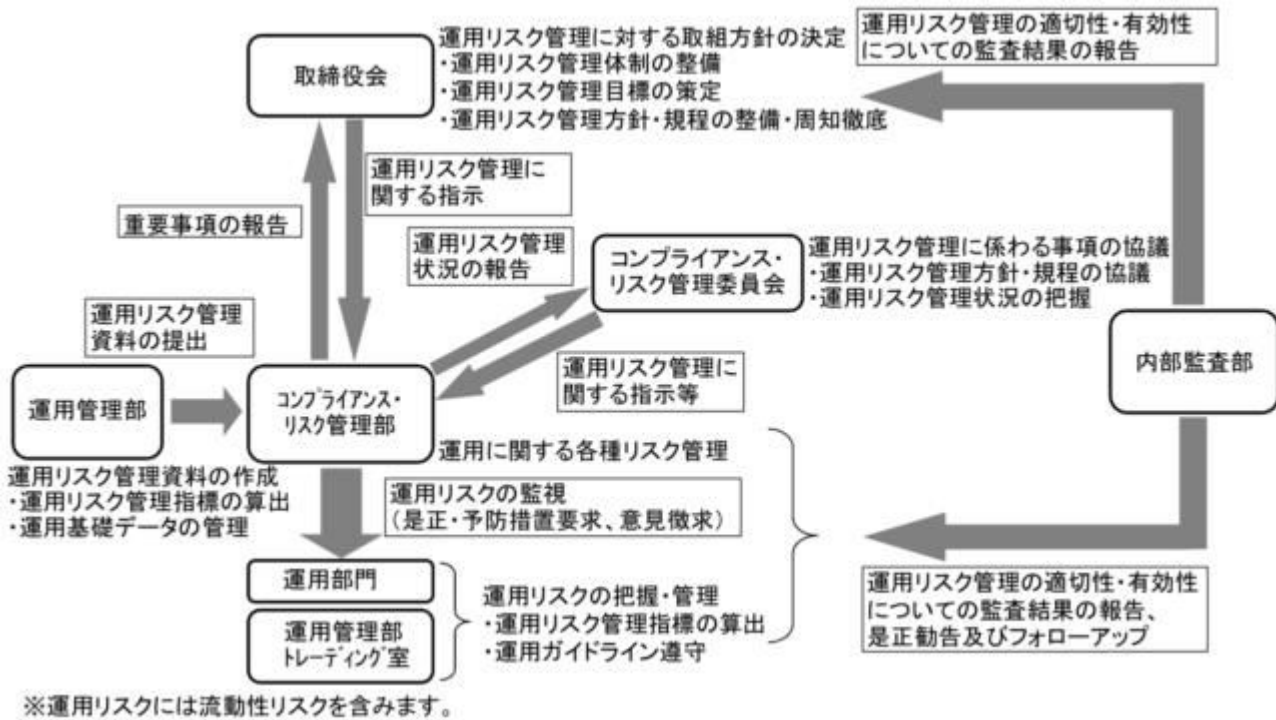 取締役会
運用リスク管理に対する取組方針の決定
・運用リスク管理体制の整備
・運用リスク管理目標の策定
・運用リスク管理方針・規程の整備・周知徹底
運用リスク管理の適切性・有効性
についての監査結果の報告
運用リスク管理に
関する指示
重要事項の報告
運用リスク管理
状況の報告
コンプライアンス・
リスク管理委員会
運用リスク管理に係わる事項の協議
・運用リスク管理方針・規程の協議
・運用リスク管理状況の把握
運用リスク管理
資料の提出
内部監査部
運用管理部
コンプライアンス・
リスク管理部
運用リスク管理に
関する指示等
運用に関する各種リスク管理
運用リスク管理資料の作成
・運用リスク管理指標の算出
・運用基礎データの管理
運用リスクの監視
（是正・予防措置要求、意見徴求）
運用部門
運用管理部
トレーディング室
運用リスクの把握・管理
・運用リスク管理指標の算出
・運用ガイドライン遵守
運用リスク管理の適切性・有効性
についての監査結果の報告、
是正勧告及びフォローアップ
※運用リスクには流動性リスクを含みます。